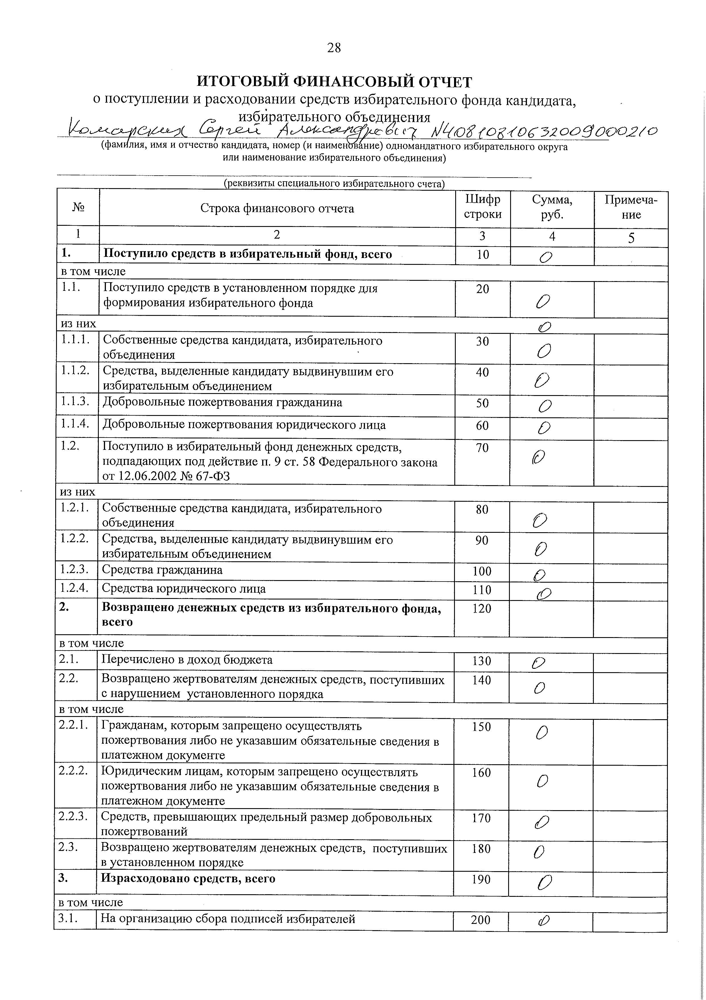 28
ИТОГОВЫЙ ФИНАНСОВЫЙ ОТЧЕТ
о поступлении и расходовании средств избирательного фонда кандидата,
избирательного объединения
Комарских Сергей Александрович N40810810632009000210
(фамилия, имя и отчество кандидата, номер (и наименование) одномандатного избирательного округа
или наименование избирательного объединения)
(реквизиты специального избирательного счета)
№ Строка финансового отчета Шифр строки Сумма, руб. Примеча-ние
1 2 3 4 5
1. Поступило средств в избирательный фонд, всего 10 0
в том числе
1.1. Поступило средств в установленном порядке для 20 0
формирования избирательного фонда
из них 0
1.1.1. Собственные средства кандидата, избирательного 30 0
объединения
1.1.2. Средства, выделенные кандидату выдвинувшим его 40 0
избирательным объединением
1.1.3. Добровольные пожертвования гражданина 50 0
1.1.4. Добровольные пожертвования юридического лица 60 0
1.2. Поступило в избирательный фонд денежных средств, 70 0
подпадающих под действие п. 9 ст. 58 Федерального закона
от 12.06.2002 № 67-ФЗ
из них
1.2.1. Собственные средства кандидата, избирательного 80 0
объединения
1.2.2. Средства, выделенные кандидату выдвинувшим его 90 0
избирательным объединением
1.2.3. Средства гражданина 100 0
1.2.4. Средства юридического лица 110 0
2. Возвращено денежных средств из избирательного фонда, 120
всего
в том числе
2.1. Перечислено в доход бюджета 130 0
2.2. Возвращено жертвователям денежных средств, поступивших 140 0
с нарушением установленного порядка
в том числе
2.2.1. Гражданам, которым запрещено осуществлять 150 0
пожертвования либо не указавшим обязательные сведения в
платежном документе
2.2.2. Юридическим лицам, которым запрещено осуществлять 160 0
пожертвования либо не указавшим обязательные сведения в
платежном документе
2.2.3. Средств, превышающих предельный размер добровольных 170 0
пожертвований
2.3. Возвращено жертвователям денежных средств, поступивших 180 0
в установленном порядке
3. Израсходовано средств, всего 190 0
в том числе
3.1. На организацию сбора подписей избирателей 200 0